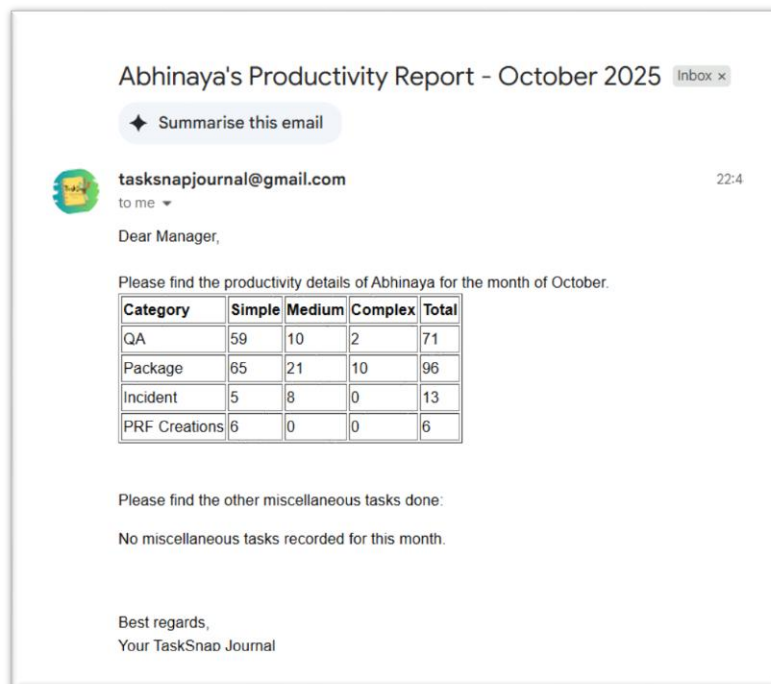 Abhinaya's Productivity Report - October 2025 Inbox ×
Summarise this email
tasksnapjournal@gmail.com 22:4
to me
Dear Manager,
Please find the productivity details of Abhinaya for the month of October.
Category Simple Medium Complex Total
QA 59 10 2 71
Package 65 21 10 96
Incident 5 8 0 13
PRF Creations 6 0 0 6
Please find the other miscellaneous tasks done:
No miscellaneous tasks recorded for this month.
Best regards,
Your TaskSnap Journal